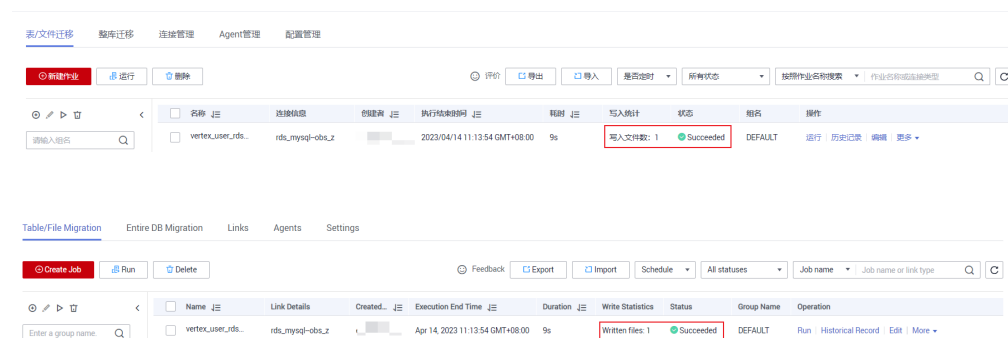 表/文件迁移 整库迁移 连接管理 Agent管理 配置管理
新建作业 运行 删除 评价 导出 导入 是否定时 所有状态 按照作业名称搜索 作业名称或连接类型
名称 连接信息 创建者 执行结束时间 耗时 写入统计 状态 组名 操作
请输入组名 vertex_user_rds... rds_mysql-obs_z 2023/04/14 11:13:54 GMT+08:00 9s 写入文件数：1 Succeeded DEFAULT 运行 历史记录 编辑 更多
Table/File Migration Entire DB Migration Links Agents Settings
Create Job Run Delete Feedback Export Import Schedule All statuses Job name Job name or link type
Name Link Details Created... Execution End Time Duration Write Statistics Status Group Name Operation
Enter a group name. vertex_user_rds... rds_mysql-obs_z Apr 14, 2023 11:13:54 GMT+08:00 9s Written files: 1 Succeeded DEFAULT Run Historical Record Edit More